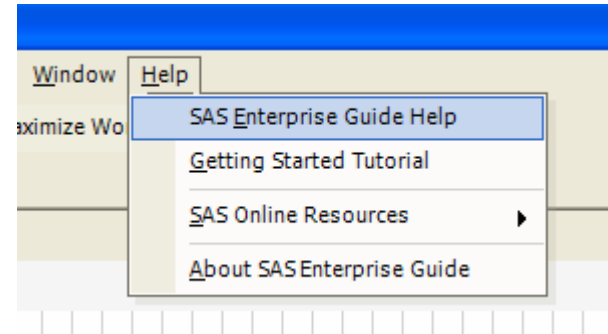 Window Help
aximize Wo
SAS Enterprise Guide Help
Getting Started Tutorial
SAS Online Resources
About SAS Enterprise Guide